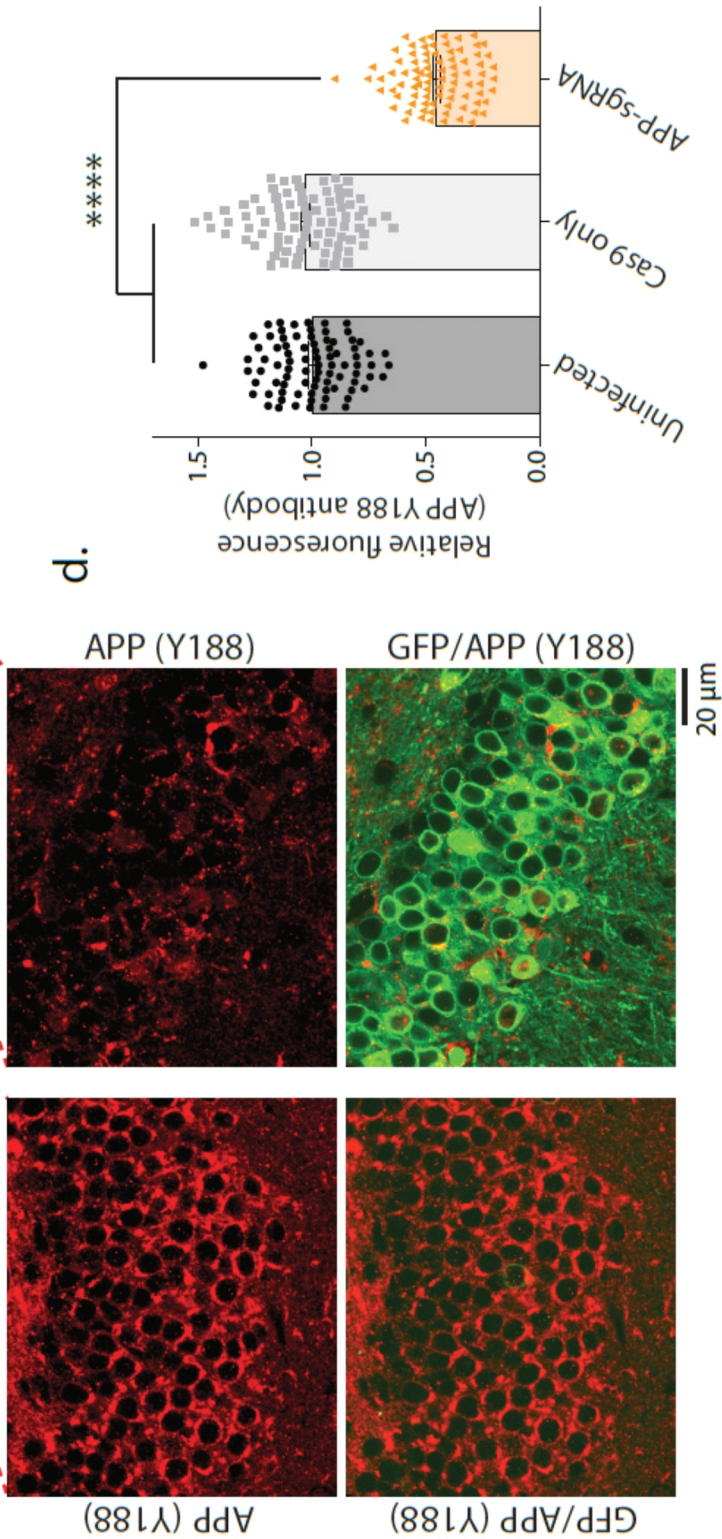 APP (Y188)
GFP/APP (Y188)
APP (Y188)
GFP/APP (Y188)
20 µm
d.
Relative fluorescence
(APP Y188 antibody)
1.5
1.0
0.5
0.0
****
Uninfected
Cas9 only
APP-sgRNA